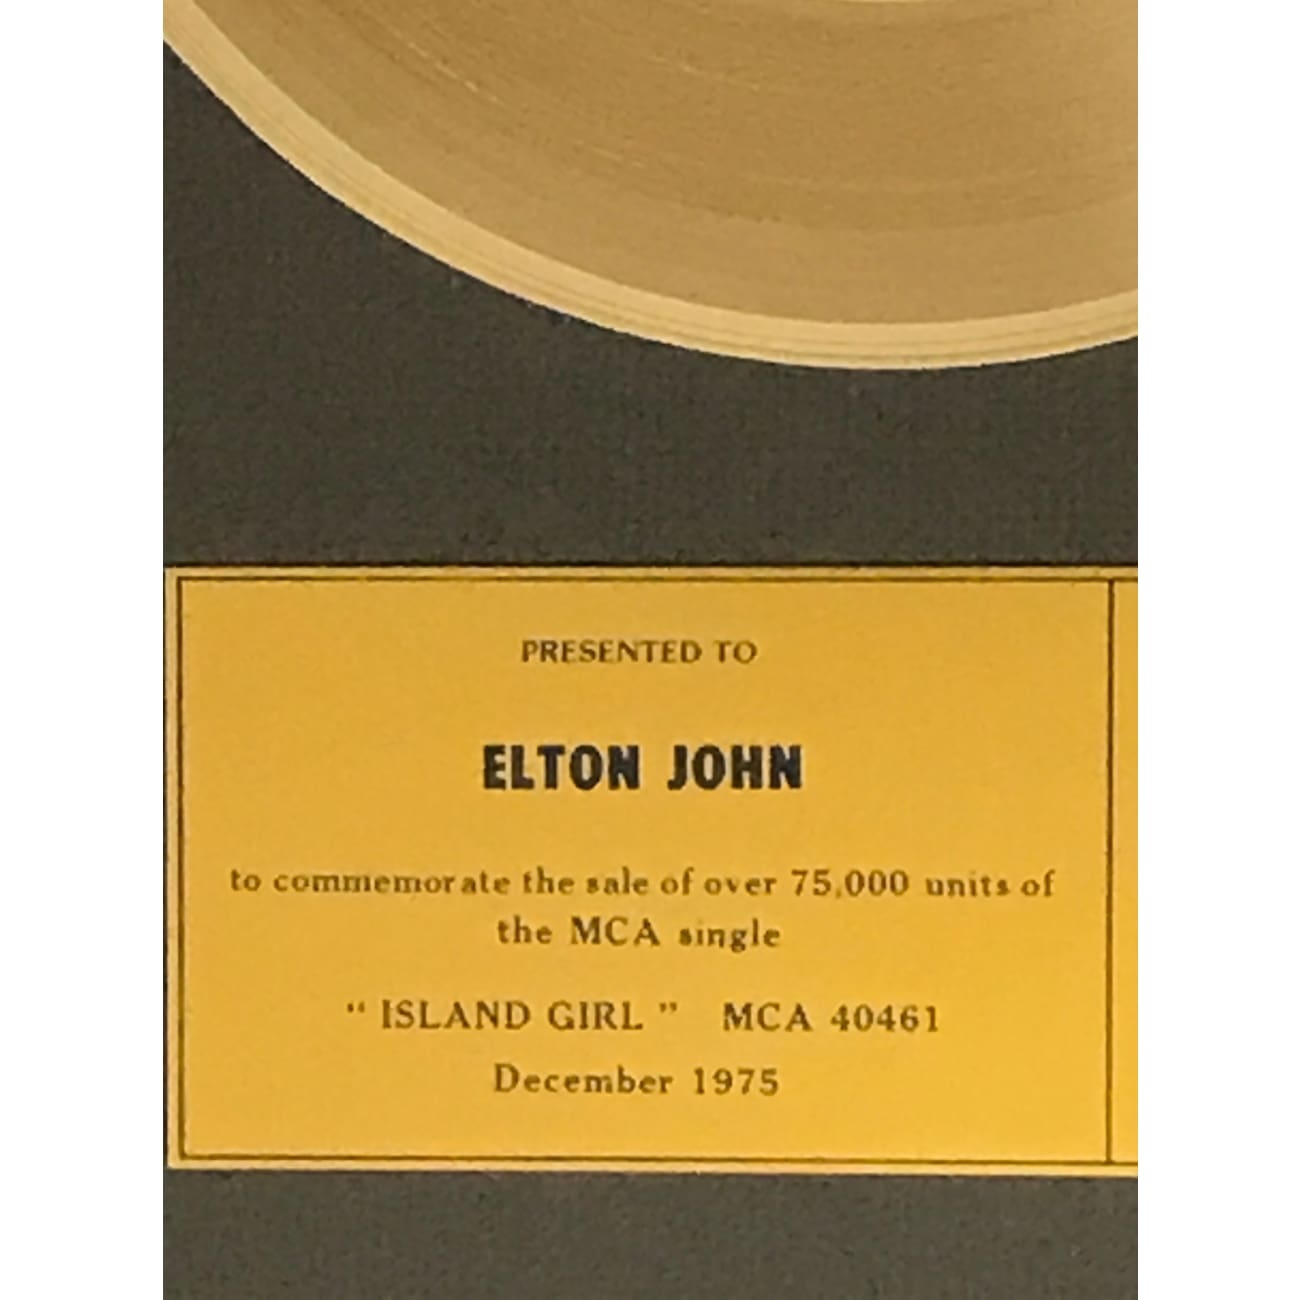 PRESENTED TO
ELTON JOHN
to commemorate the sale of over 75,000 units of
the MCA single
" ISLAND GIRL " MCA 40461
December 1975